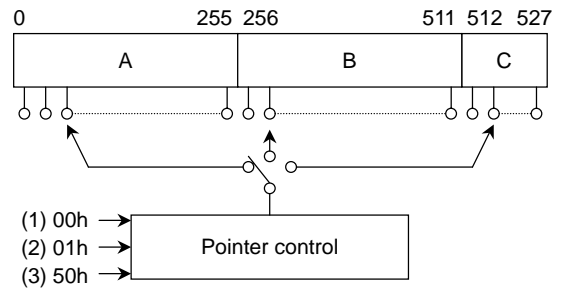 0 255 256 511 512 527
A B C
(1) 00h
(2) 01h
(3) 50h
Pointer control